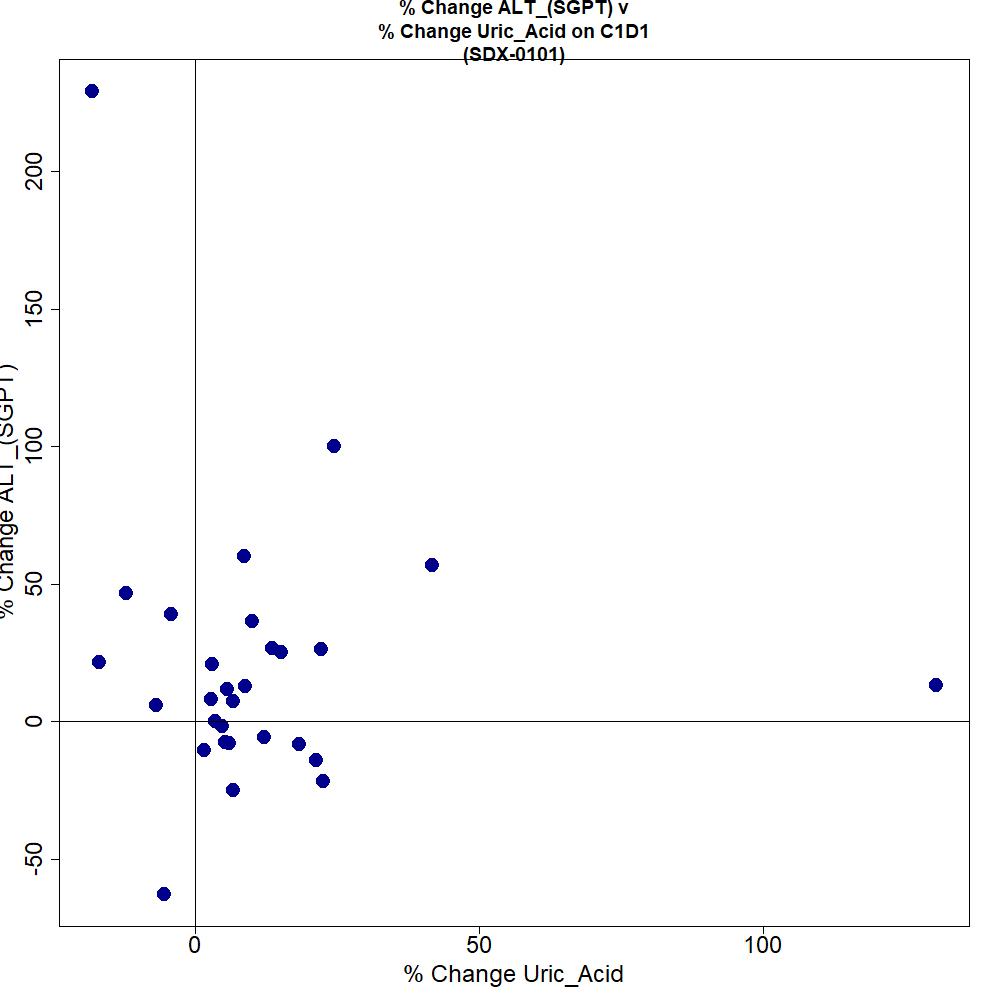 % Change ALT_(SGPT) v
% Change Uric_Acid on C1D1
(SDX-0101)
% Change ALT_(SGPT)
200
150
100
50
0
-50
0
50
100
% Change Uric_Acid